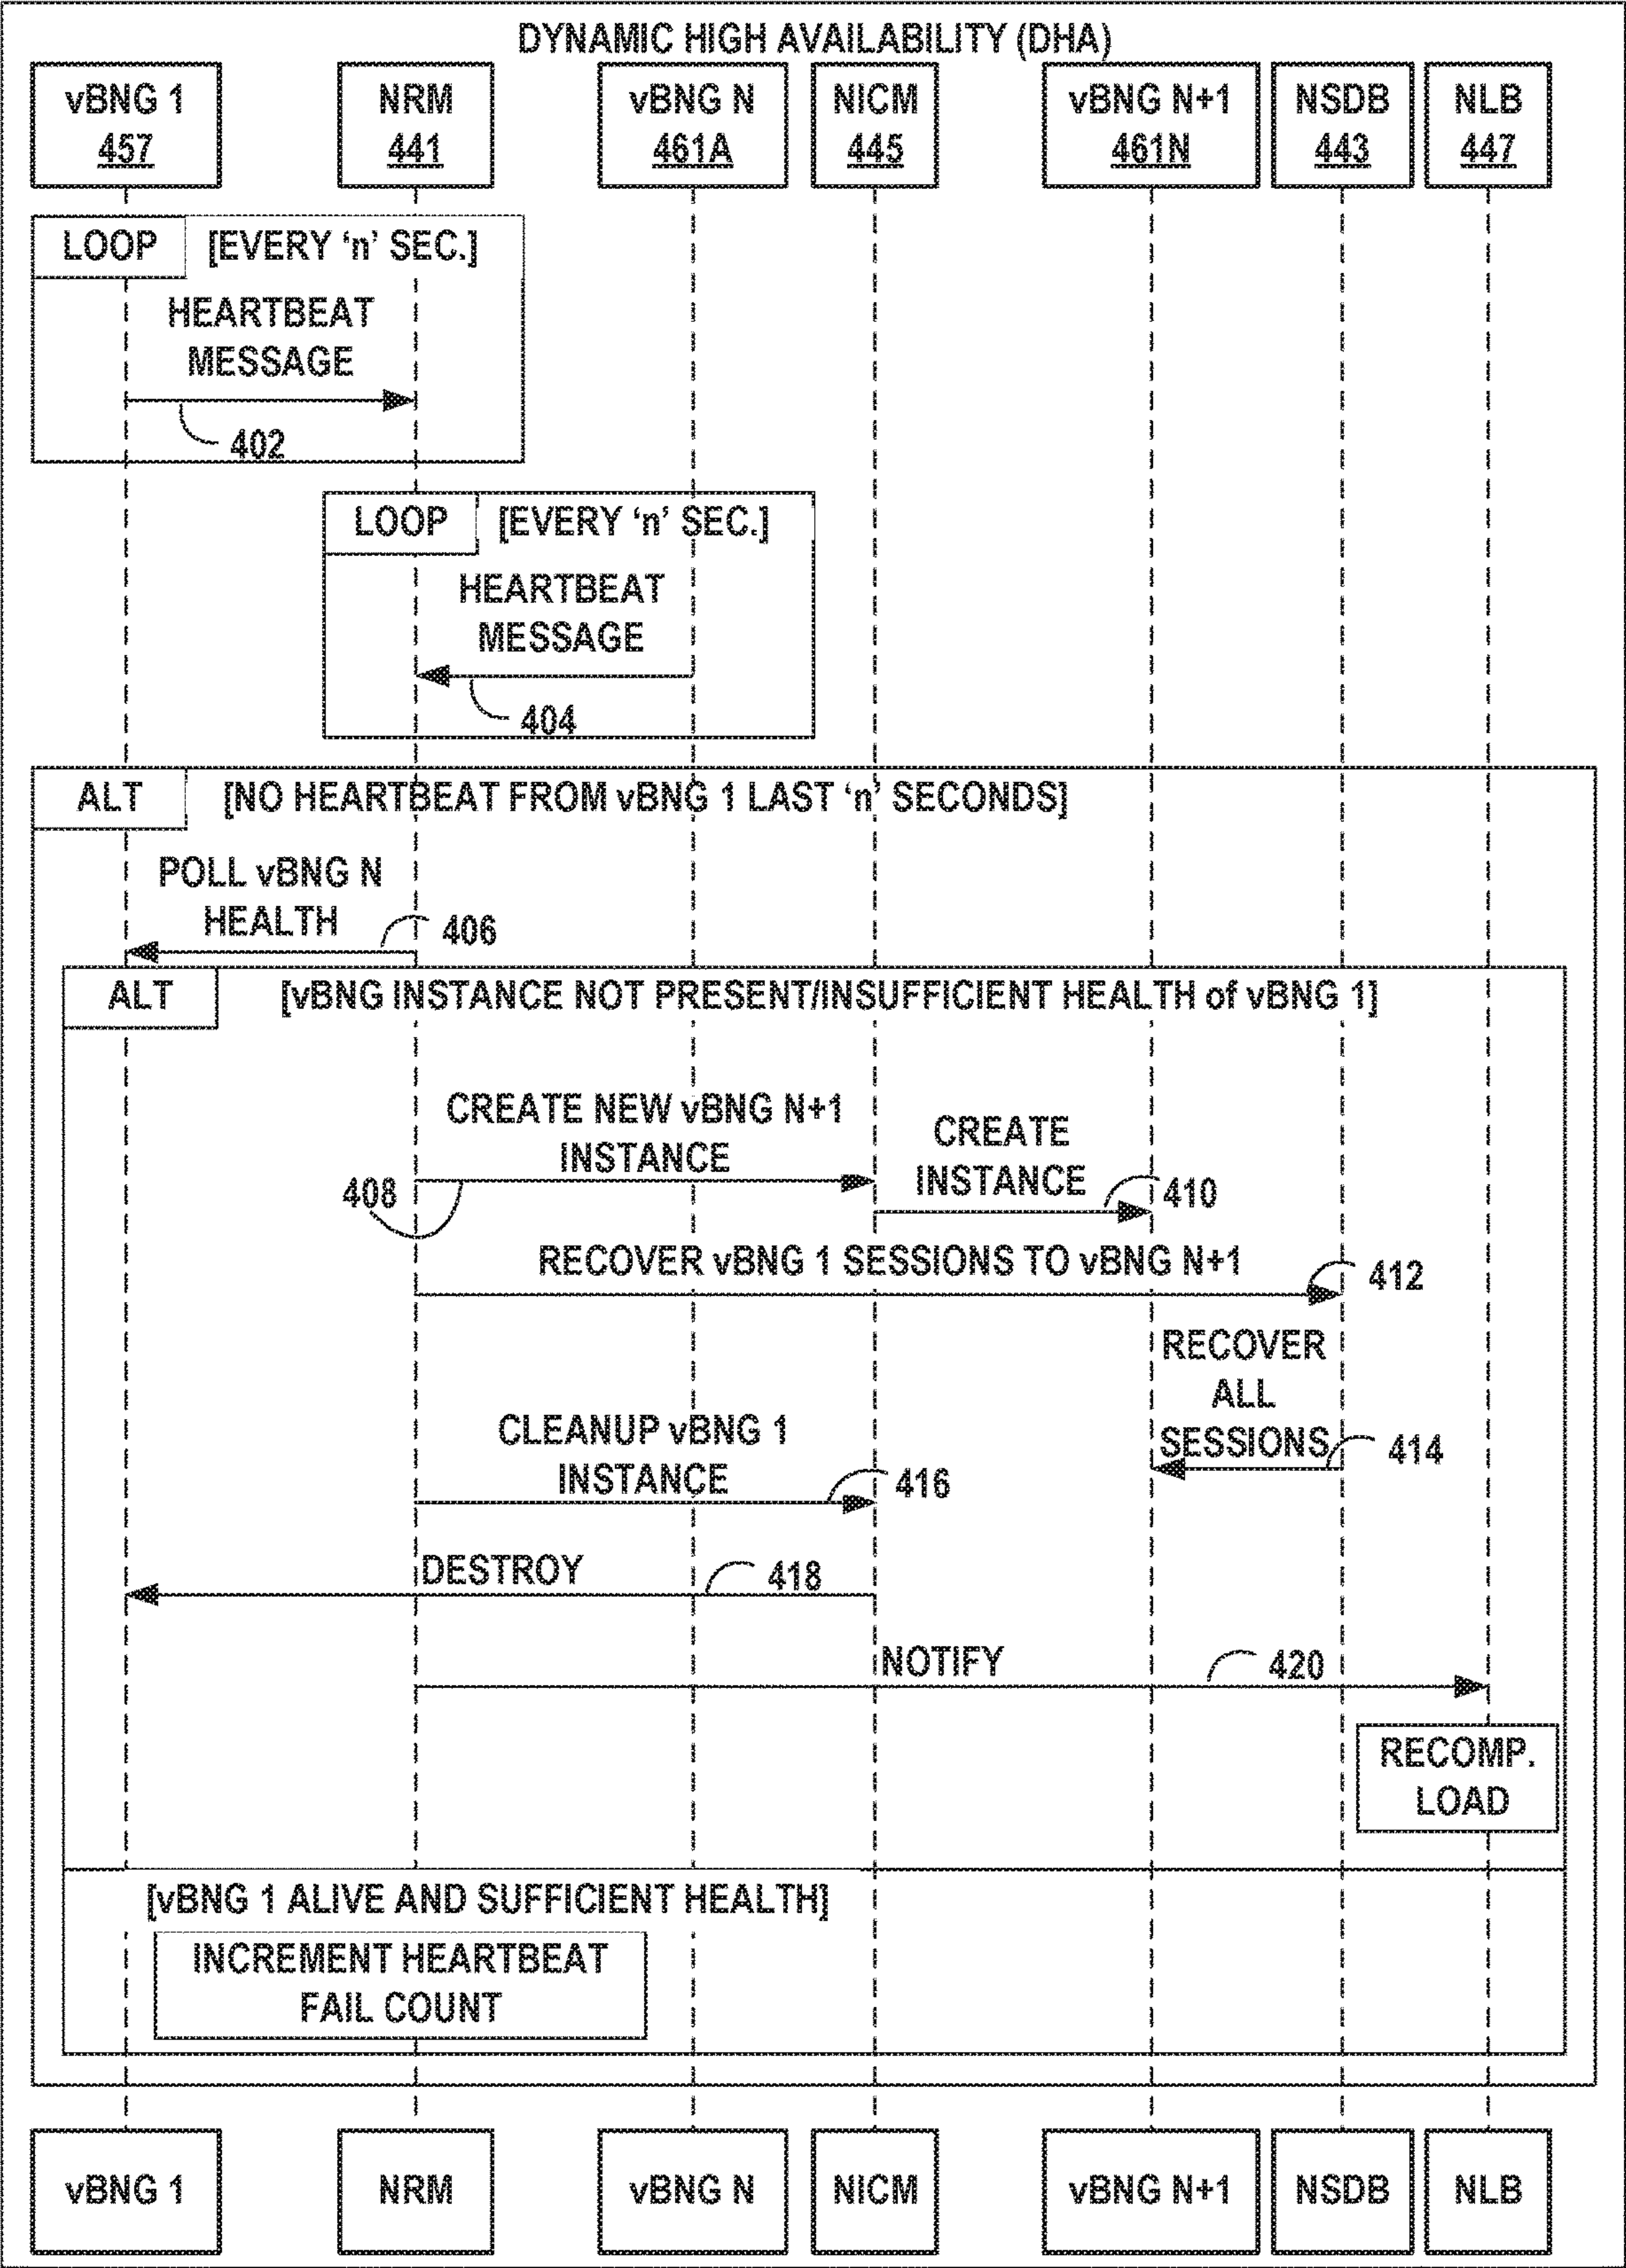 DYNAMIC HIGH AVAILABILITY (DHA)
vBNG 1
457
NRM
441
vBNG N
461A
NICM
445
vBNG N+1
461N
NSDB
443
NLB
447
LOOP
[EVERY ‘n’ SEC.]
HEARTBEAT
MESSAGE
402
LOOP
[EVERY ‘n’ SEC.]
HEARTBEAT
MESSAGE
404
ALT
[NO HEARTBEAT FROM vBNG 1 LAST ‘n’ SECONDS]
POLL vBNG N
HEALTH
406
ALT
[vBNG INSTANCE NOT PRESENT/INSUFFICIENT HEALTH of vBNG 1]
CREATE NEW vBNG N+1
INSTANCE
408
CREATE
INSTANCE
410
RECOVER vBNG 1 SESSIONS TO vBNG N+1
412
RECOVER
ALL
SESSIONS
414
CLEANUP vBNG 1
INSTANCE
416
DESTROY
418
NOTIFY
420
RECOMP.
LOAD
[vBNG 1 ALIVE AND SUFFICIENT HEALTH]
INCREMENT HEARTBEAT
FAIL COUNT
vBNG 1
NRM
vBNG N
NICM
vBNG N+1
NSDB
NLB